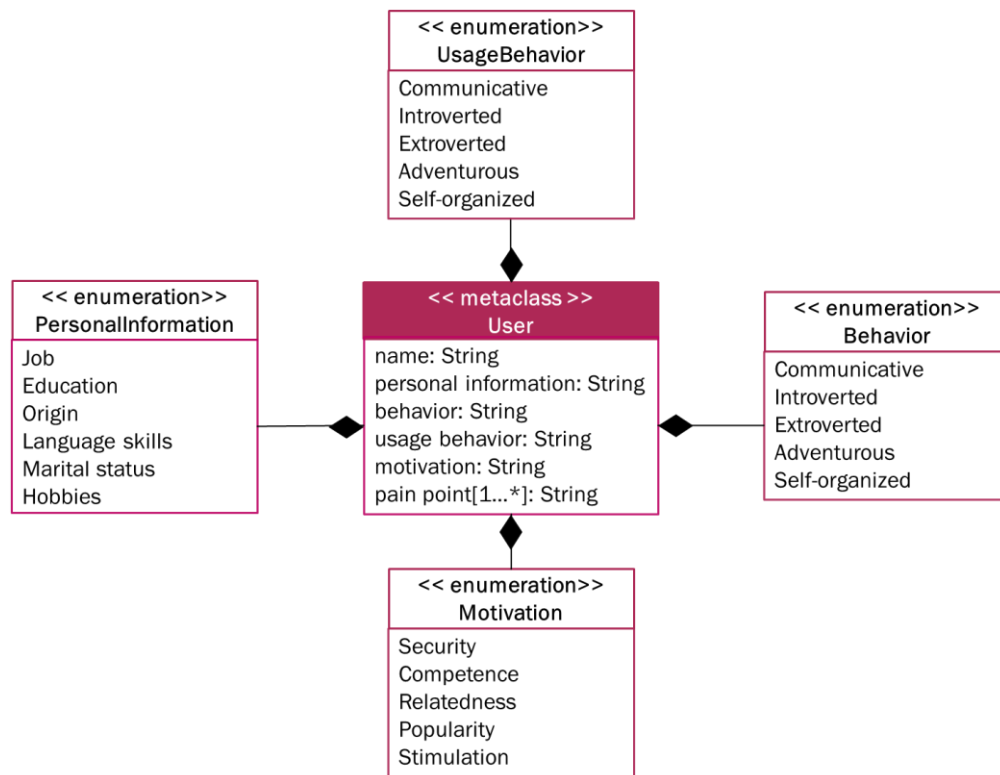 << enumeration>>
UsageBehavior
Communicative
Introverted
Extroverted
Adventurous
Self-organized
<< enumeration>>
PersonalInformation
Job
Education
Origin
Language skills
Marital status
Hobbies
<< metaclass >>
User
name: String
personal information: String
behavior: String
usage behavior: String
motivation: String
pain point[1...*]: String
<< enumeration>>
Behavior
Communicative
Introverted
Extroverted
Adventurous
Self-organized
<< enumeration>>
Motivation
Security
Competence
Relatedness
Popularity
Stimulation